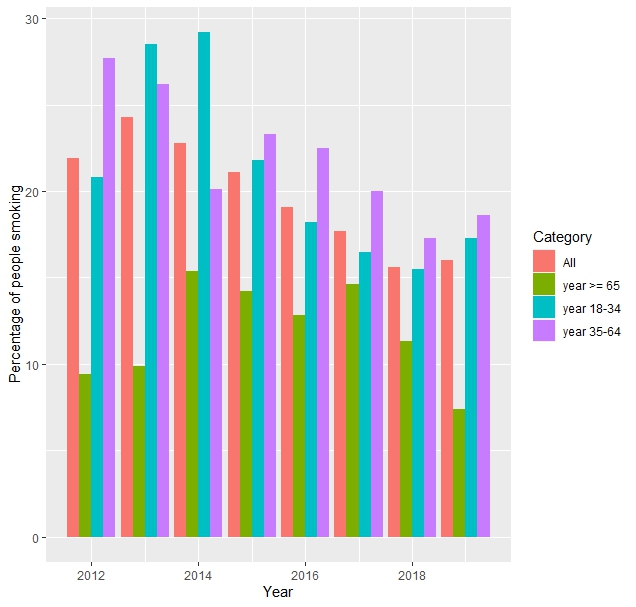 30
20
10
0
Percentage of people smoking
2012 2014 2016 2018
Year
Category
All
year >= 65
year 18-34
year 35-64